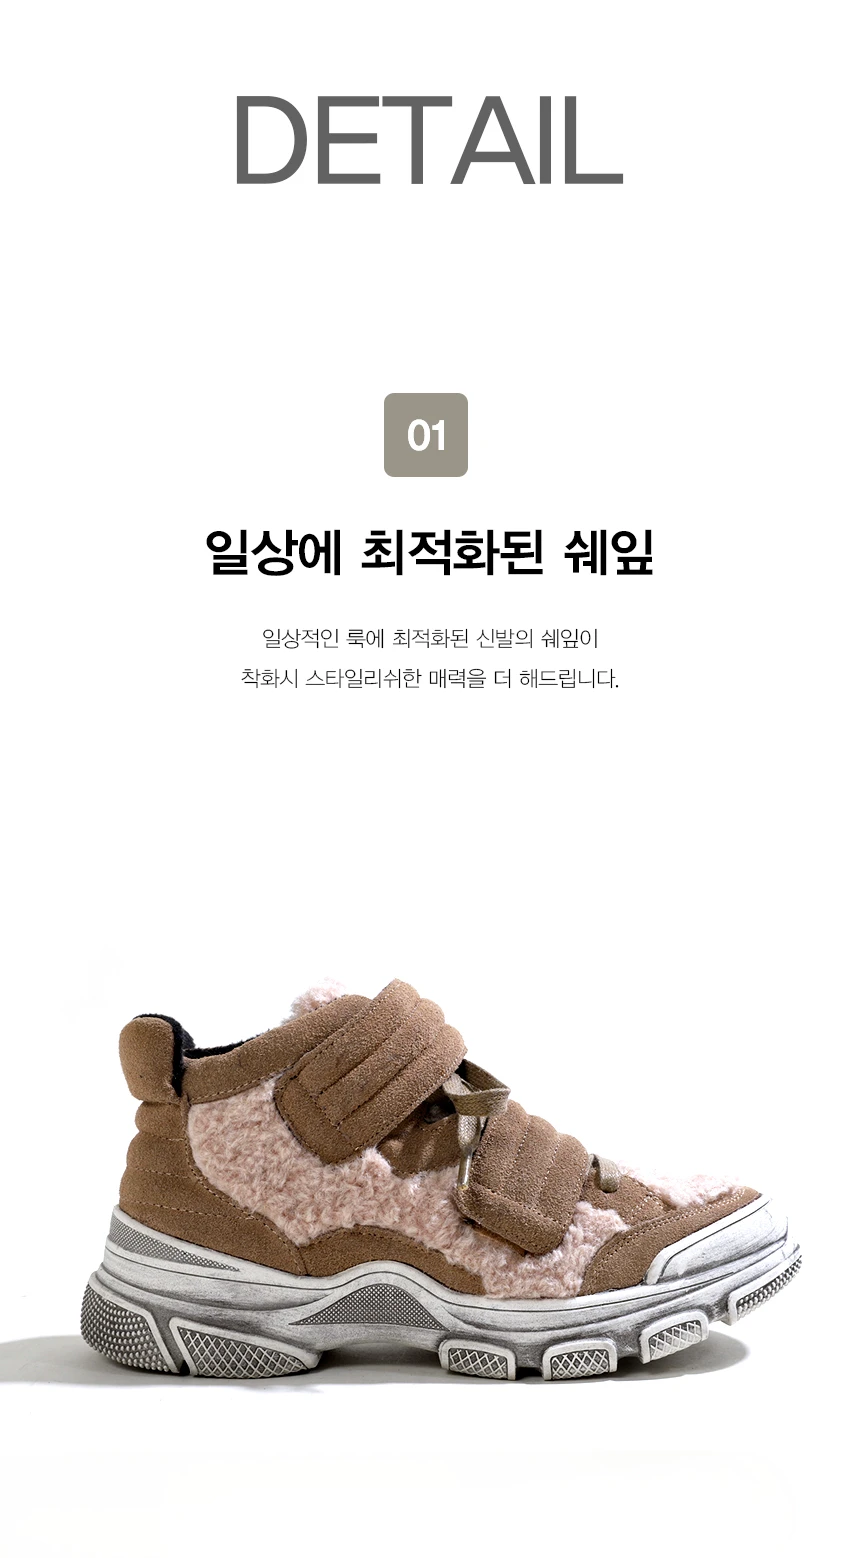 DETAIL
01
일상에 최적화된 쉐잎
일상적인 룩에 최적화된 신발의 쉐잎이
착화시 스타일리쉬한 매력을 더 해드립니다.